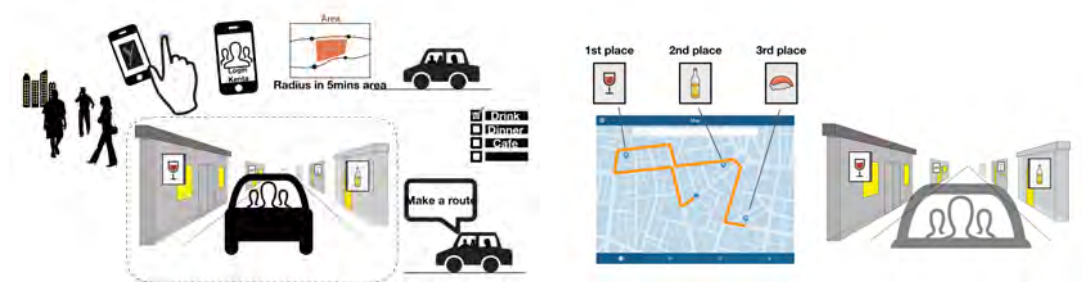 Area
Login
Kenta
Radius in 5mins area
Drink
Dinner
Cafe
Make a route
1st place
2nd place
3rd place
Map